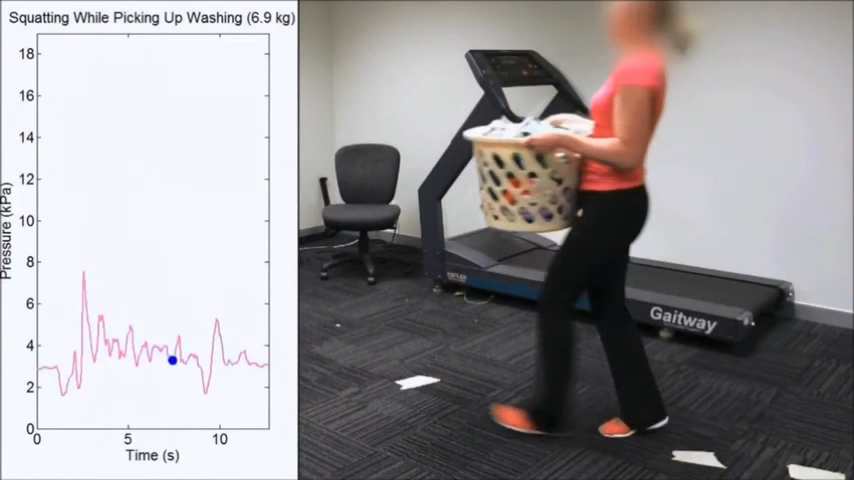 Squatting While Picking Up Washing (6.9 kg)
18
16
14
12
10
8
6
4
2
0
Pressure (kPa)
0 5 10
Time (s)
Gaitway